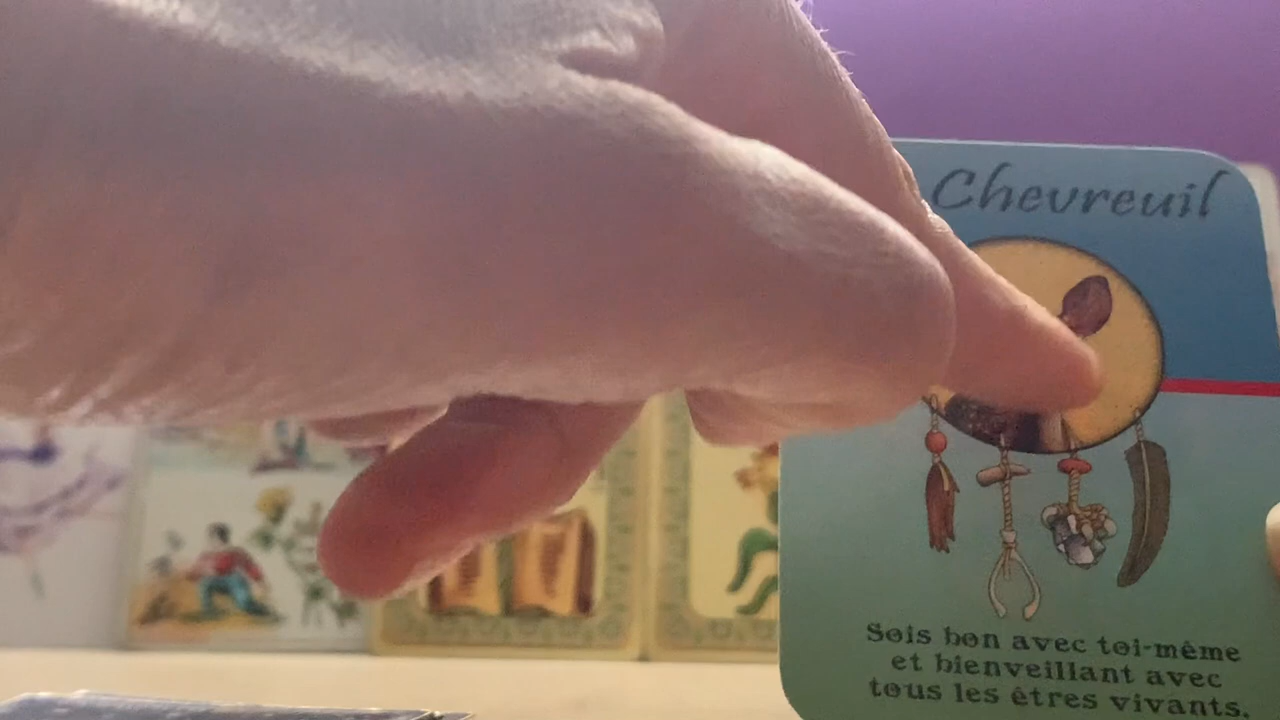 Chevreuil
Sois bon avec toi-même
et bienveillant avec
tous les êtres vivants.